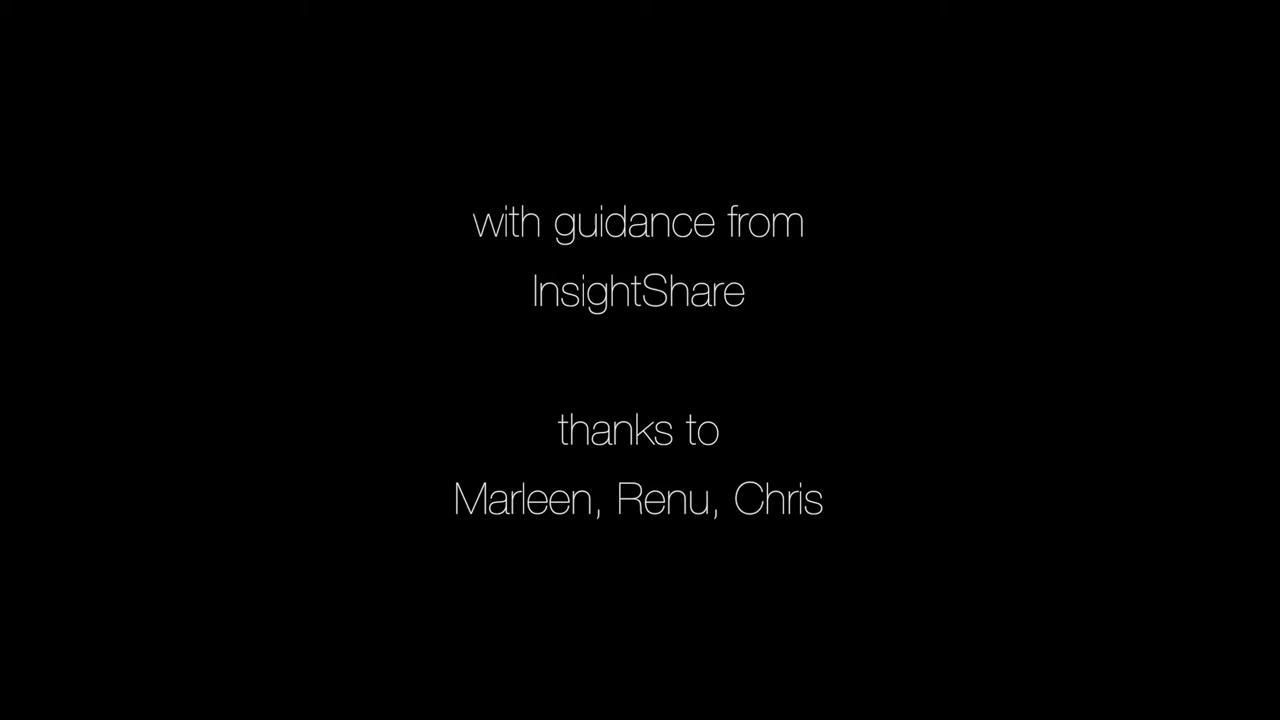 with guidance from
InsightShare
thanks to
Marleen, Renu, Chris